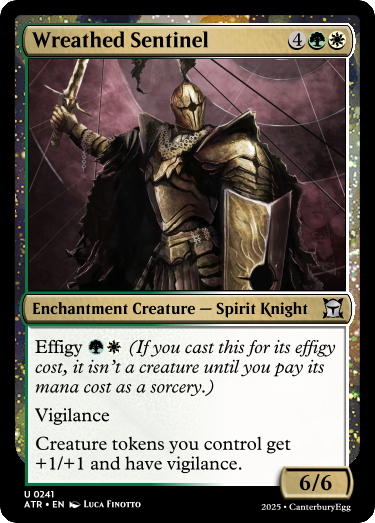 Wreathed Sentinel 4
Enchantment Creature — Spirit Knight
Effigy (If you cast this for its effigy
cost, it isn't a creature until you pay its
mana cost as a sorcery.)
Vigilance
Creature tokens you control get
+1/+1 and have vigilance.
6/6
U 0241
ATR • EN Luca Finotto
2025 • CanterburyEgg